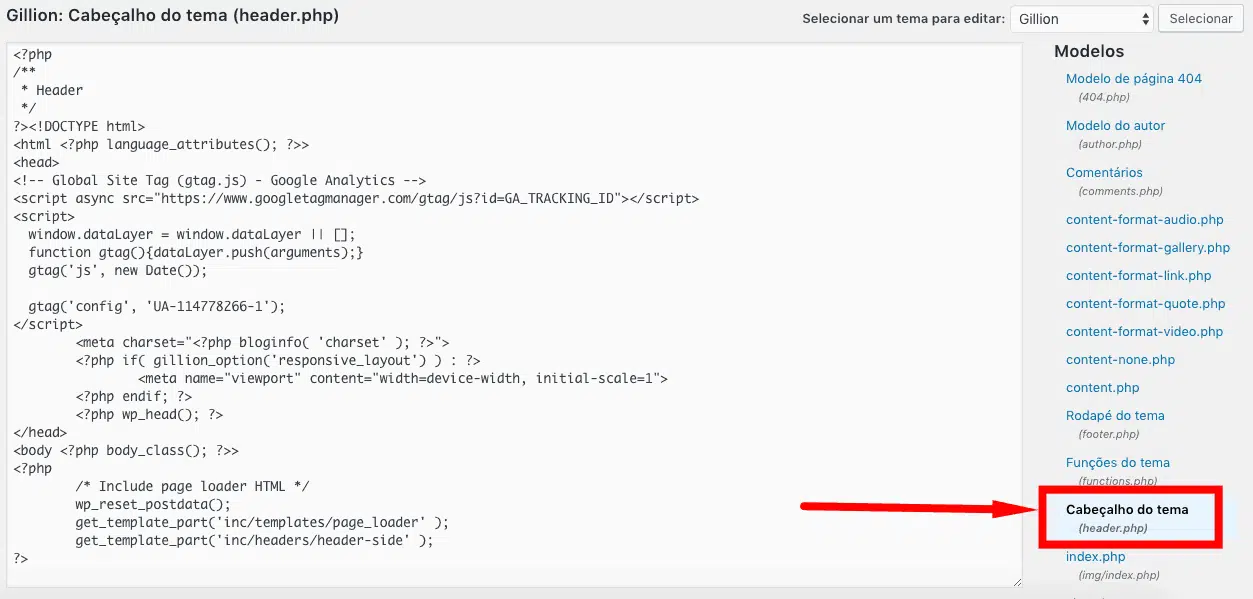 Gillion: Cabeçalho do tema (header.php)
Selecionar um tema para editar: Gillion Selecionar
<?php
/**
 * Header
 */
?><!DOCTYPE html>
<html <?php language_attributes(); ?>>
<head>
<!-- Global Site Tag (gtag.js) - Google Analytics -->
<script async src="https://www.googletagmanager.com/gtag/js?id=GA_TRACKING_ID"></script>
<script>
  window.dataLayer = window.dataLayer || [];
  function gtag(){dataLayer.push(arguments);}
  gtag('js', new Date());

  gtag('config', 'UA-114778266-1');
</script>
        <meta charset="<?php bloginfo( 'charset' ); ?>">
        <?php if( gillion_option('responsive_layout') ) : ?>
                <meta name="viewport" content="width=device-width, initial-scale=1">
        <?php endif; ?>
        <?php wp_head(); ?>
</head>
<body <?php body_class(); ?>>
<?php
        /* Include page loader HTML */
        wp_reset_postdata();
        get_template_part('inc/templates/page_loader' );
        get_template_part('inc/headers/header-side' );
?>
Modelos
Modelo de página 404
(404.php)
Modelo do autor
(author.php)
Comentários
(comments.php)
content-format-audio.php
content-format-gallery.php
content-format-link.php
content-format-quote.php
content-format-video.php
content-none.php
content.php
Rodapé do tema
(footer.php)
Funções do tema
(functions.php)
Cabeçalho do tema
(header.php)
index.php
(img/index.php)